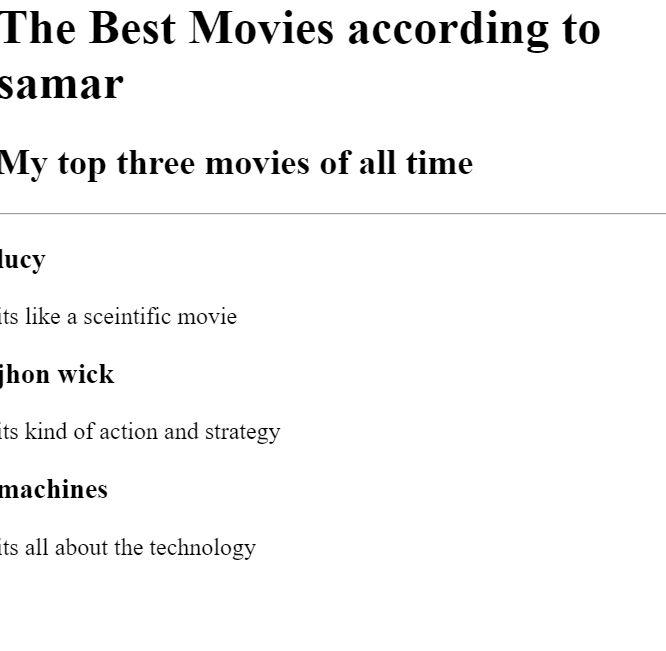 The Best Movies according to
samar
My top three movies of all time
lucy
its like a sceintific movie
jhon wick
its kind of action and strategy
machines
its all about the technology